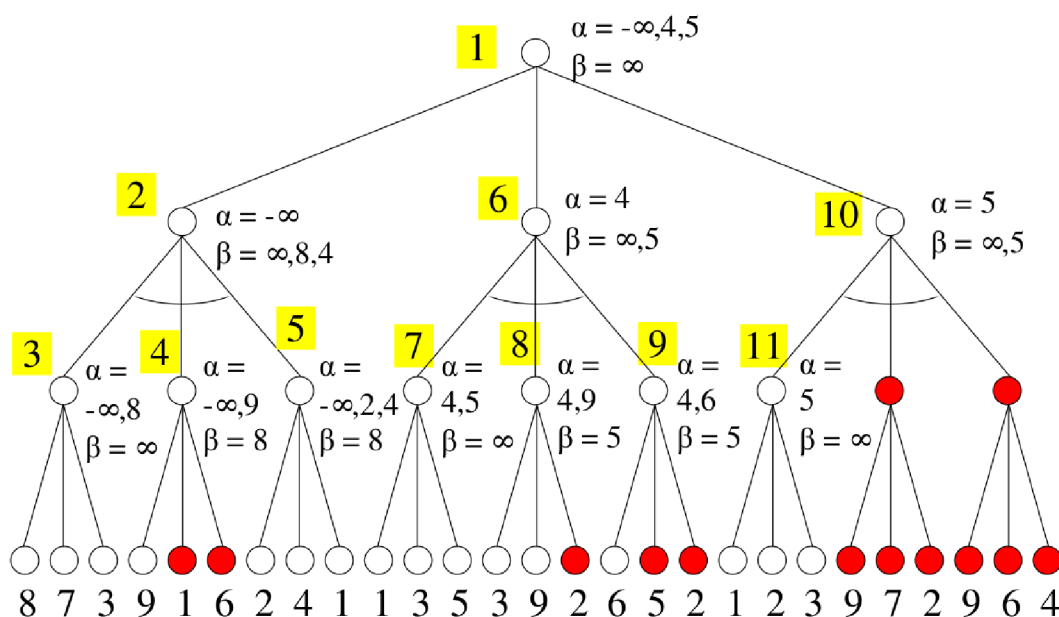 1
α = -∞,4,5
β = ∞
2
α = -∞
β = ∞,8,4
6
α = 4
β = ∞,5
10
α = 5
β = ∞,5
3
α =
-∞,8
β = ∞
4
α =
-∞,9
β = 8
5
α =
-∞,2,4
β = 8
7
α =
4,5
β = ∞
8
α =
4,9
β = 5
9
α =
4,6
β = 5
11
α =
5
β = ∞
8 7 3 9 1 6 2 4 1 1 3 5 3 9 2 6 5 2 1 2 3 9 7 2 9 6 4